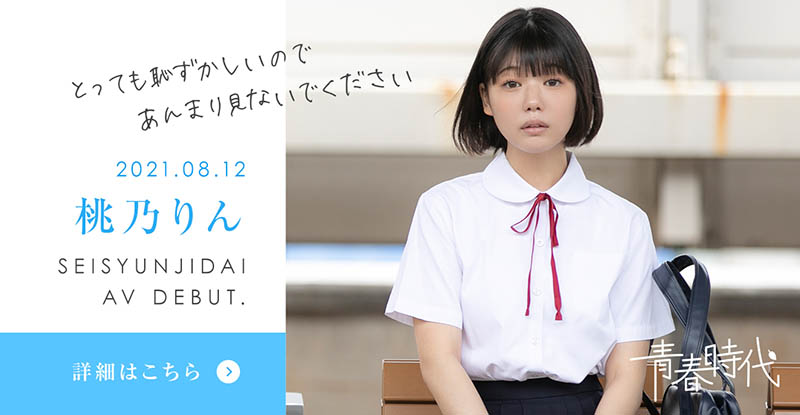 とっても恥ずかしいので
あんまり見ないでください
2021.08.12
桃乃りん
SEISYUNJIDAI
AV DEBUT.
詳細はこちら
青春時代